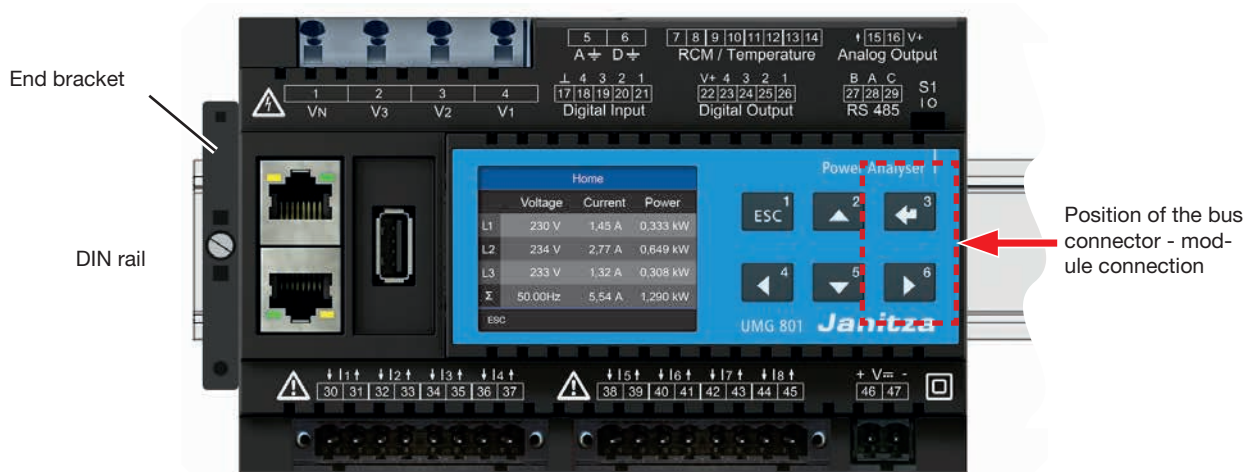 5 6
A D
7 8 9 10 11 12 13 14
RCM / Temperature
15 16 V+
Analog Output
End bracket
1 2 3 4
VN V3 V2 V1
⊥ 4 3 2 1
17 18 19 20 21
Digital Input
V+ 4 3 2 1
22 23 24 25 26
Digital Output
B A C
27 28 29
RS 485
S1
I O
Power Analyser
Home
Voltage Current Power
L1 230 V 1,45 A 0,333 kW
L2 234 V 2,77 A 0,649 kW
L3 233 V 1,32 A 0,308 kW
Σ 50.00Hz 5,54 A 1,290 kW
ESC
ESC 1
2
3
4
5
6
UMG 801 Janitza
DIN rail
Position of the bus
connector - mod-
ule connection
I1 I2 I3 I4
30 31 32 33 34 35 36 37
I5 I6 I7 I8
38 39 40 41 42 43 44 45
+ V -
46 47